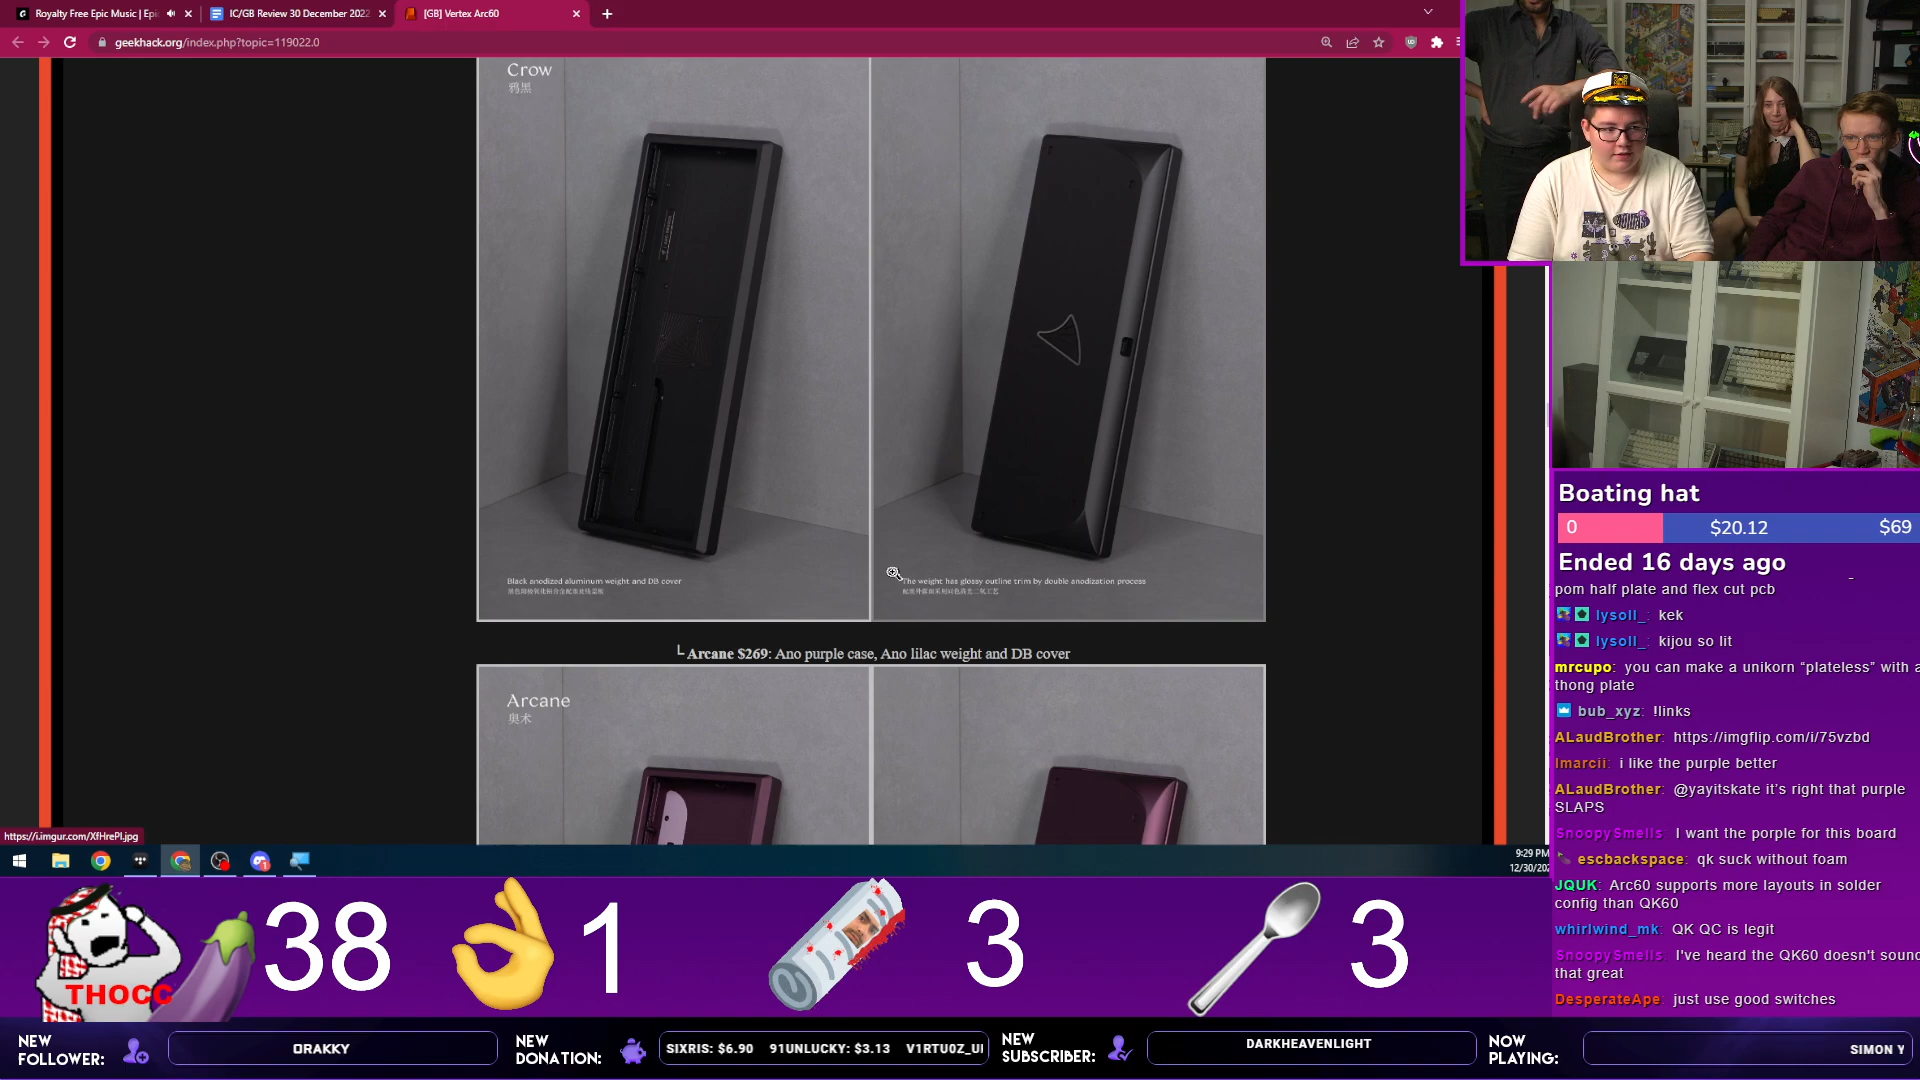 Royalty Free Epic Music | Epi
IC/GB Review 30 December 2022
[GB] Vertex Arc60
geekhack.org/index.php?topic=119022.0
Crow
鸦黑
Black anodized aluminum weight and DB cover
The weight has glossy outline trim by double anodization process
└ Arcane $269: Ano purple case, Ano lilac weight and DB cover
Arcane
奥术
https://i.imgur.com/XfHrePl.jpg
9:29 PM
Boating hat
0 $20.12 $69
Ended 16 days ago
pom half plate and flex cut pcb
lysoll_: kek
lysoll_: kijou so lit
mrcupo: you can make a unikorn “plateless” with a
thong plate
bub_xyz: !links
ALaudBrother: https://imgflip.com/i/75vzbd
lmarcii: i like the purple better
ALaudBrother: @yayitskate it’s right that purple
SLAPS
SnoopySmells: I want the porple for this board
escbackspace: qk suck without foam
JQUK: Arc60 supports more layouts in solder
config than QK60
whirlwind_mk: QK QC is legit
SnoopySmells: I've heard the QK60 doesn't sound
that great
DesperateApe: just use good switches
THOCC
38 1 3 3
NEW
FOLLOWER:
DRAKKY
NEW
DONATION:
SIXRIS: $6.90 91UNLUCKY: $3.13
NEW
SUBSCRIBER:
DARKHEAVENLIGHT
NOW
PLAYING:
SIMON Y